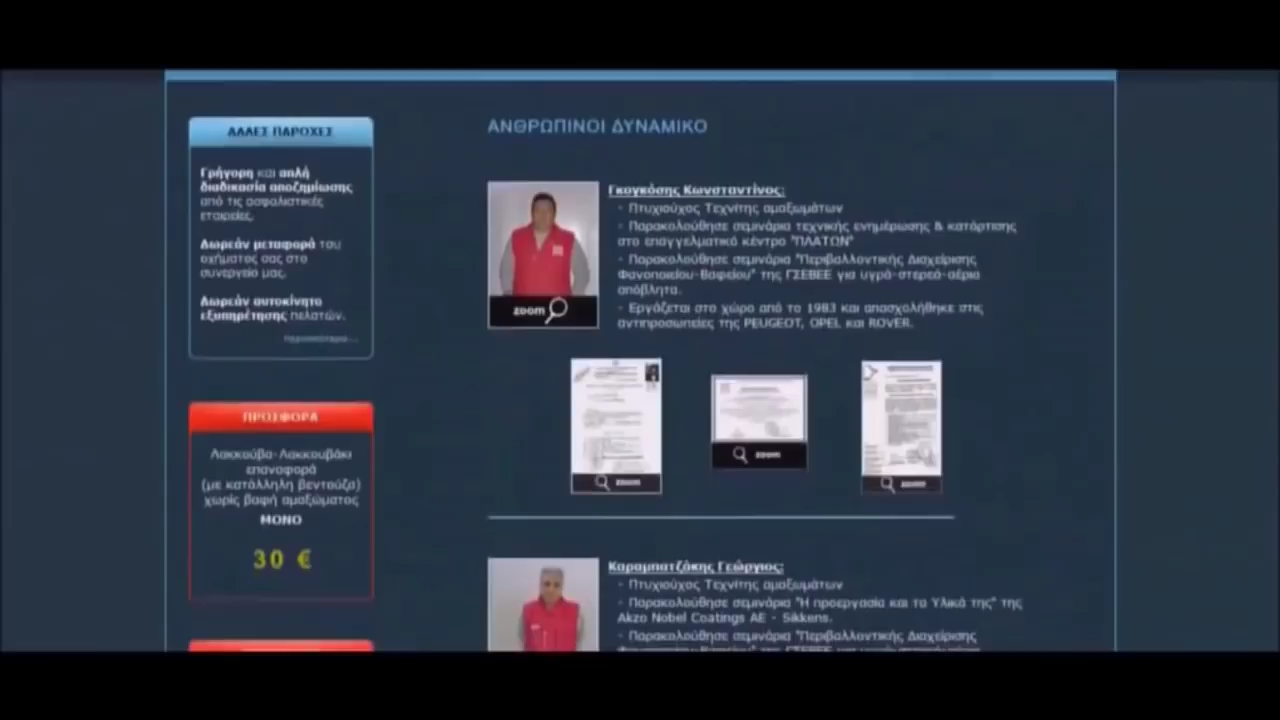 ΑΛΛΕΣ ΠΑΡΟΧΕΣ
Γρήγορη και απλή
διαδικασία αποζημίωσης
από τις ασφαλιστικές
εταιρείες.
Δωρεάν μεταφορά του
οχήματος σας στο
συνεργείο μας.
Δωρεάν αυτοκίνητο
εξυπηρέτησης πελατών.
περισσότερα...
ΠΡΟΣΦΟΡΑ
Λακκούβα-Λακκουβάκι
επαναφορά
(με κατάλληλη βεντούζα)
χωρίς βαφή αμαξώματος
ΜΟΝΟ
30 €
ΑΝΘΡΩΠΙΝΟΙ ΔΥΝΑΜΙΚΟ
Γκογκόσης Κωνσταντίνος:
- Πτυχιούχος Τεχνίτης αμαξωμάτων
- Παρακολούθησε σεμινάρια τεχνικής ενημέρωσης & κατάρτισης
στο επαγγελματικό κέντρο "ΠΛΑΤΩΝ"
- Παρακολούθησε σεμινάρια "Περιβαλλοντικής Διαχείρισης
Φανοποιείου-Βαφείου" της ΓΣΕΒΕΕ για υγρά-στερεά-αέρια
απόβλητα.
- Εργάζεται στο χώρο από το 1983 και απασχολήθηκε στις
αντιπροσωπείες της PEUGEOT, OPEL και ROVER.
zoom
zoom
zoom
zoom
Καραμπατζάκης Γεώργιος:
- Πτυχιούχος Τεχνίτης αμαξωμάτων
- Παρακολούθησε σεμινάρια "Η προεργασία και τα Υλικά της" της
Akzo Nobel Coatings AE - Sikkens.
- Παρακολούθησε σεμινάρια "Περιβαλλοντικής Διαχείρισης